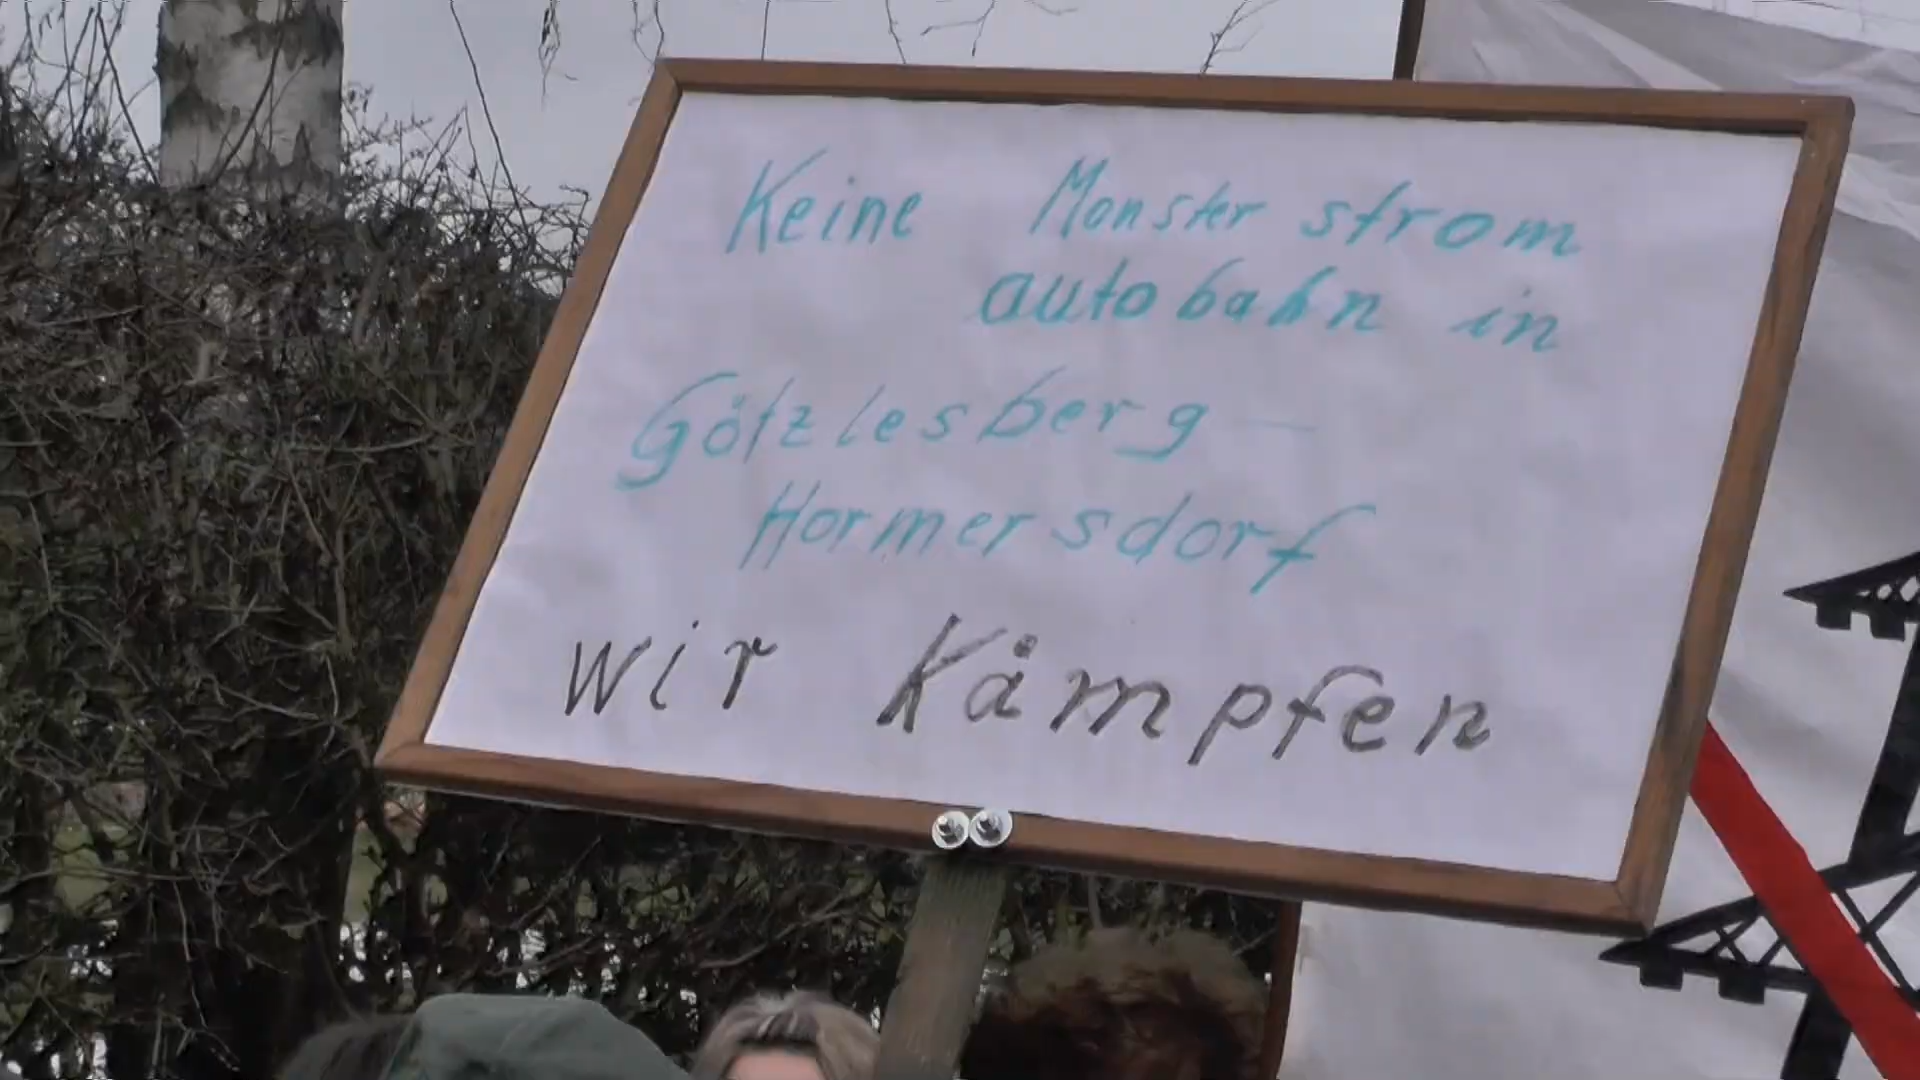 Keine Monster strom
autobahn in
Götzlesberg -
Hormersdorf
Wir Kämpfen